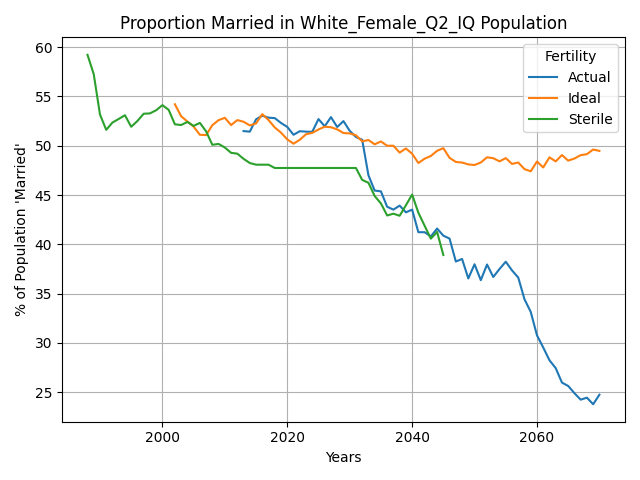 Proportion Married in White_Female_Q2_IQ Population
% of Population 'Married'
60
55
50
45
40
35
30
25
Fertility
Actual
Ideal
Sterile
2000
2020
2040
2060
Years